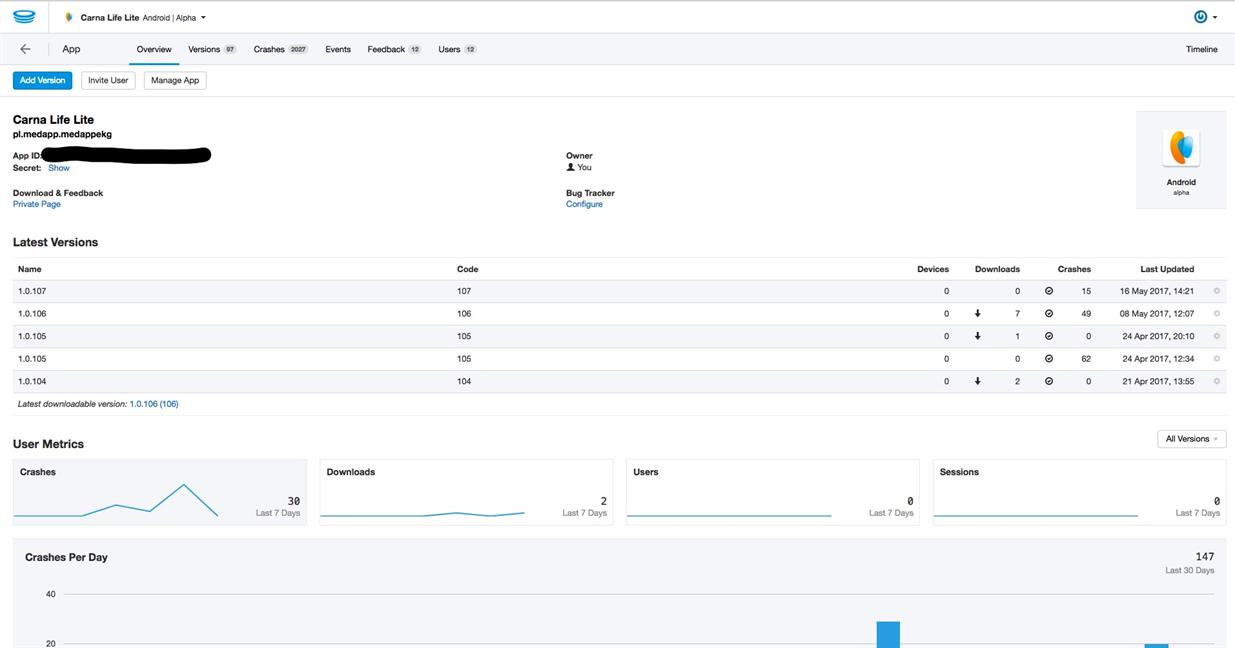 Carna Life Lite Android | Alpha
App Overview Versions 97 Crashes 2027 Events Feedback 12 Users 12 Timeline
Add Version Invite User Manage App
Carna Life Lite
pl.medapp.medappekg
App ID:
Secret: Show
Owner
You
Download & Feedback
Private Page
Bug Tracker
Configure
Android
alpha
Latest Versions
Name Code Devices Downloads Crashes Last Updated
1.0.107 107 0 0 15 16 May 2017, 14:21
1.0.106 106 0 7 49 08 May 2017, 12:07
1.0.105 105 0 1 0 24 Apr 2017, 20:10
1.0.105 105 0 0 62 24 Apr 2017, 12:34
1.0.104 104 0 2 0 21 Apr 2017, 13:55
Latest downloadable version: 1.0.106 (106)
User Metrics All Versions
Crashes
30
Last 7 Days
Downloads
2
Last 7 Days
Users
0
Last 7 Days
Sessions
0
Last 7 Days
Crashes Per Day
147
Last 30 Days
40
20